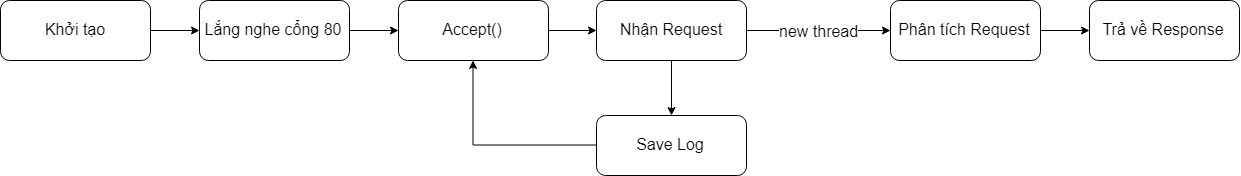 Khởi tạo
Lắng nghe cổng 80
Accept()
Nhận Request
new thread
Phân tích Request
Trả về Response
Save Log